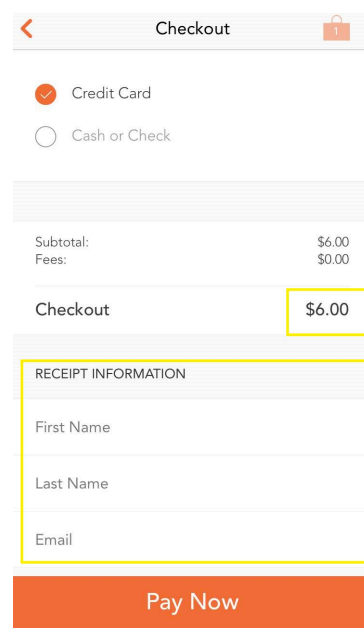 Checkout
1
Credit Card
Cash or Check
Subtotal: $6.00
Fees: $0.00
Checkout $6.00
RECEIPT INFORMATION
First Name
Last Name
Email
Pay Now